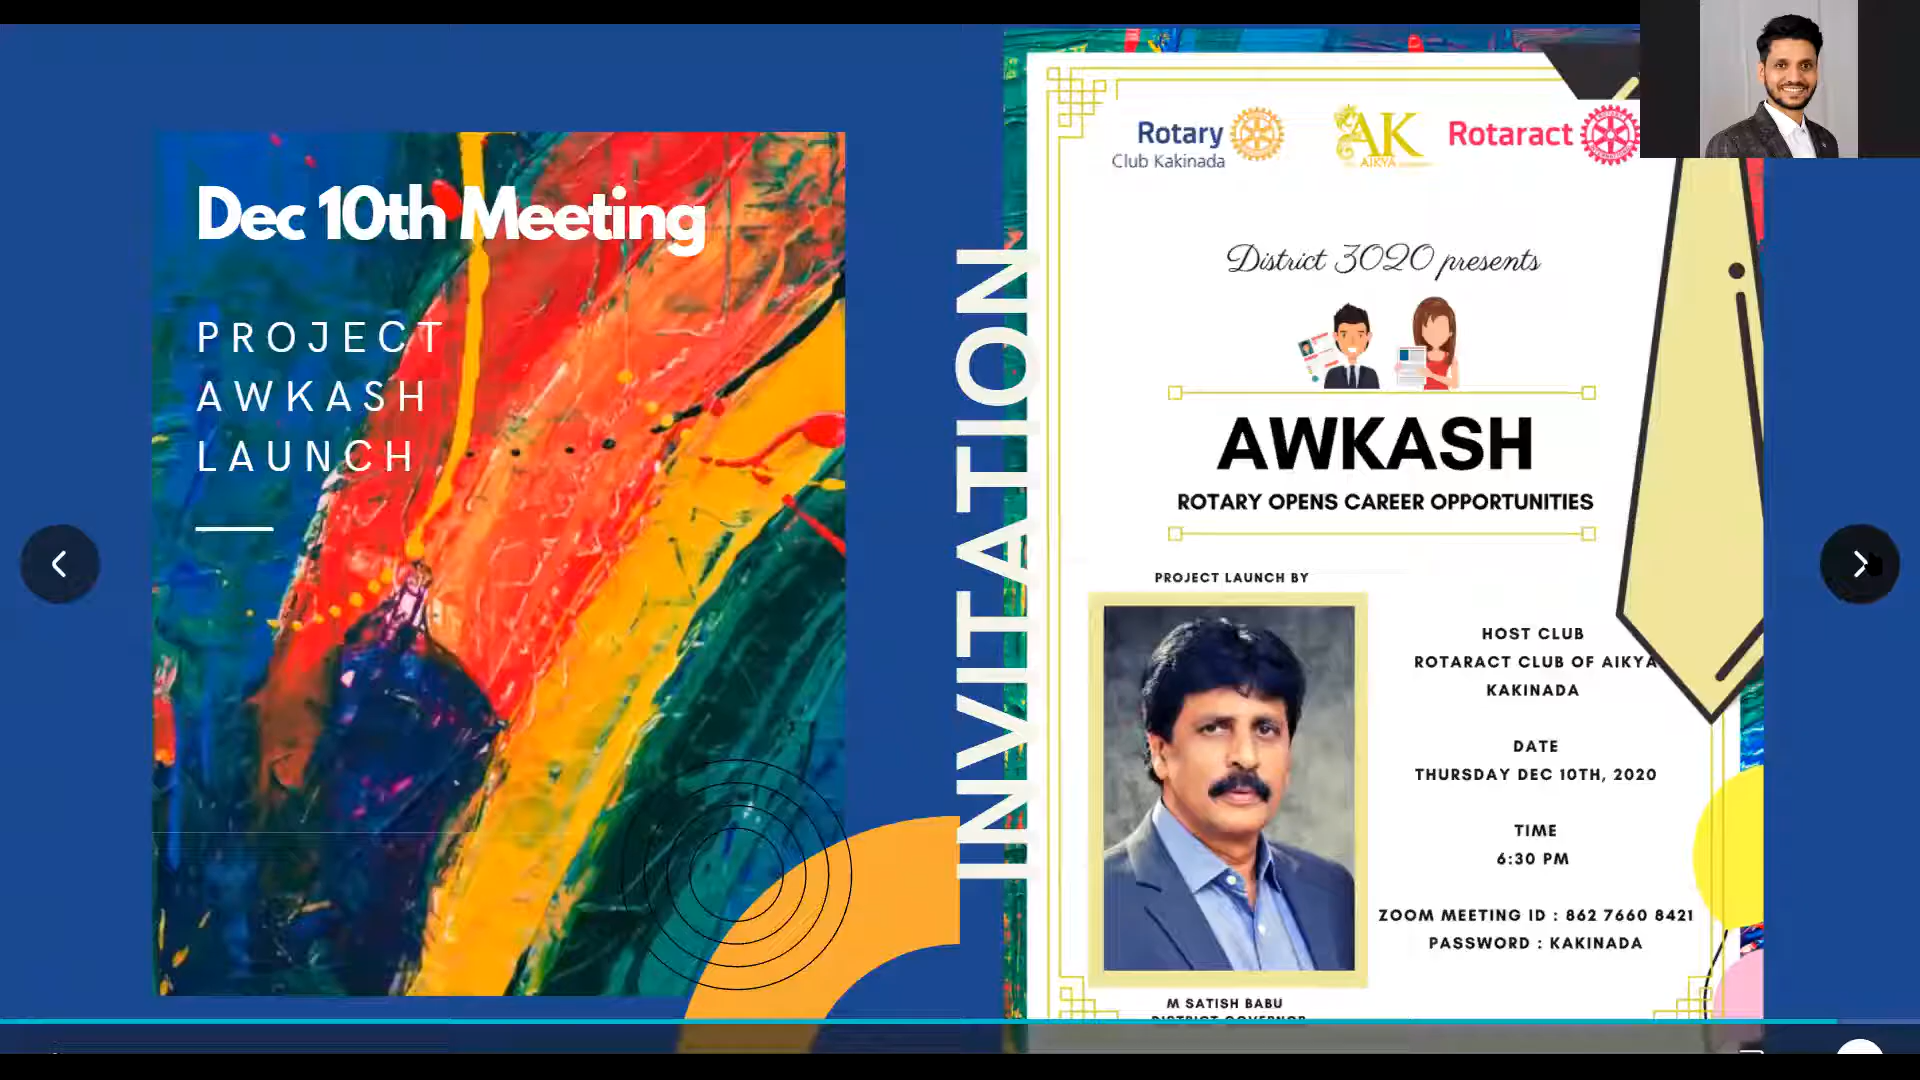 Dec 10th Meeting
PROJECT
AWKASH
LAUNCH
INVITATION
Rotary
Club Kakinada
AK
AIKYA
Rotaract
District 3020 presents
AWKASH
ROTARY OPENS CAREER OPPORTUNITIES
PROJECT LAUNCH BY
HOST CLUB
ROTARACT CLUB OF AIKYA
KAKINADA
DATE
THURSDAY DEC 10TH, 2020
TIME
6:30 PM
ZOOM MEETING ID : 862 7660 8421
PASSWORD : KAKINADA
M SATISH BABU
DISTRICT GOVERNOR